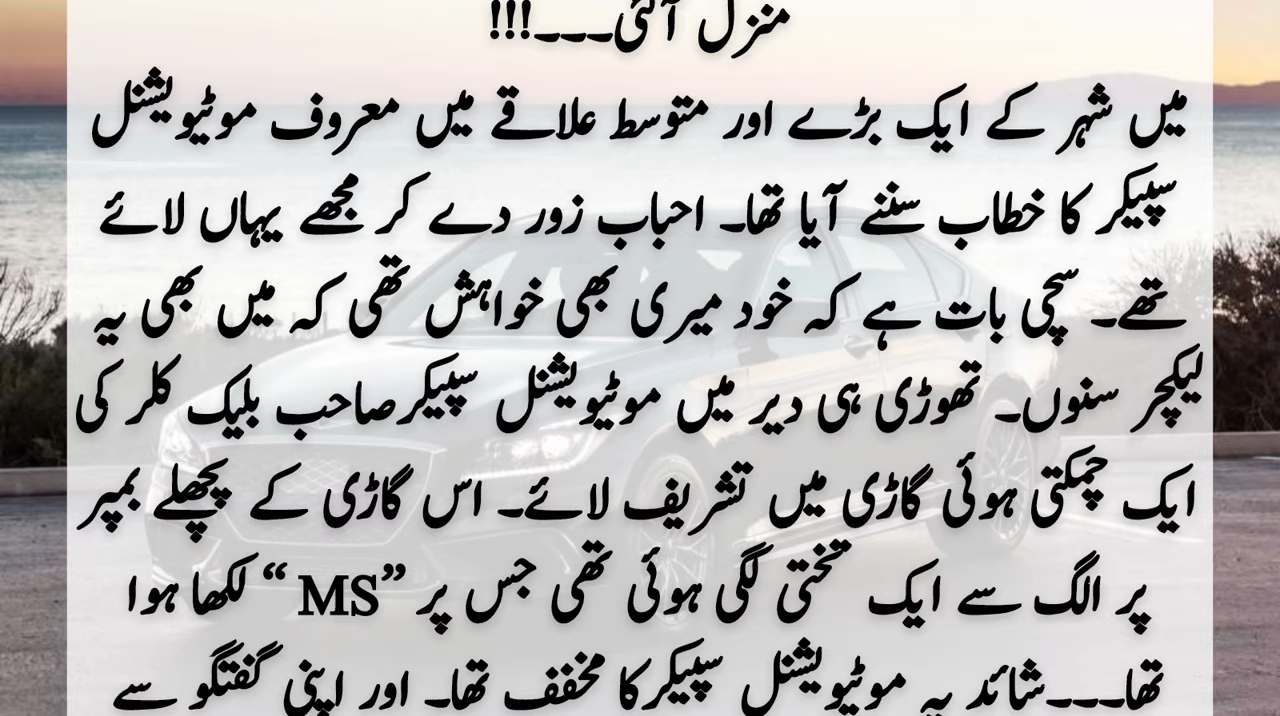 منزل آگئی۔۔۔!!!
میں شہر کے ایک بڑے اور متوسط علاقے میں معروف موٹیویشنل
سپیکر کا خطاب سننے آیا تھا۔ احباب زور دے کر مجھے یہاں لائے
تھے۔ سچی بات ہے کہ خود میری بھی خواہش تھی کہ میں بھی یہ
لیکچر سنوں۔ تھوڑی ہی دیر میں موٹیویشنل سپیکرصاحب بلیک کلر کی
ایک چمکتی ہوئی گاڑی میں تشریف لائے۔ اس گاڑی کے پچھلے بمپر
پر الگ سے ایک تختی لگی ہوئی تھی جس پر ”MS“ لکھا ہوا
تھا۔۔۔شائد یہ موٹیویشنل سپیکرکا مخفف تھا۔ اور اپنی گفتگو سے